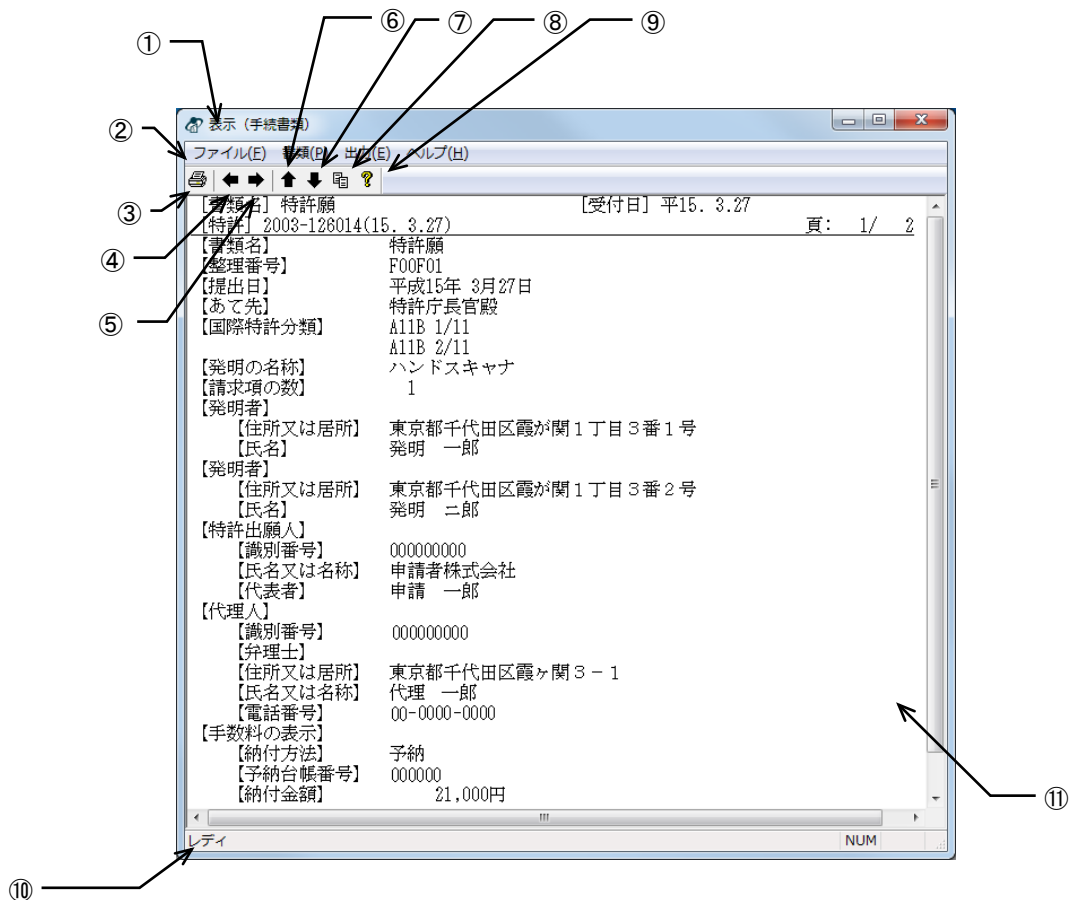 ⑥ ⑦ ⑧ ⑨
①
②
表示（手続書類）
ファイル(F) 書類(P) 出力(E) ヘルプ(H)
③
[書類名] 特許願 [受付日] 平15. 3.27
[特許] 2003-126014(15. 3.27) 頁: 1/ 2
④
⑤
【書類名】 特許願
【整理番号】 F00F01
【提出日】 平成15年 3月27日
【あて先】 特許庁長官殿
【国際特許分類】 A11B 1/11
A11B 2/11
【発明の名称】 ハンドスキャナ
【請求項の数】 1
【発明者】
【住所又は居所】 東京都千代田区霞が関１丁目３番１号
【氏名】 発明 一郎
【発明者】
【住所又は居所】 東京都千代田区霞が関１丁目３番２号
【氏名】 発明 二郎
【特許出願人】
【識別番号】 000000000
【氏名又は名称】 申請者株式会社
【代表者】 申請 一郎
【代理人】
【識別番号】 000000000
【弁理士】
【住所又は居所】 東京都千代田区霞ヶ関３－１
【氏名又は名称】 代理 一郎
【電話番号】 00-0000-0000
【手数料の表示】
【納付方法】 予納
【予納台帳番号】 000000
【納付金額】 21,000円
⑪
レディ NUM
⑩